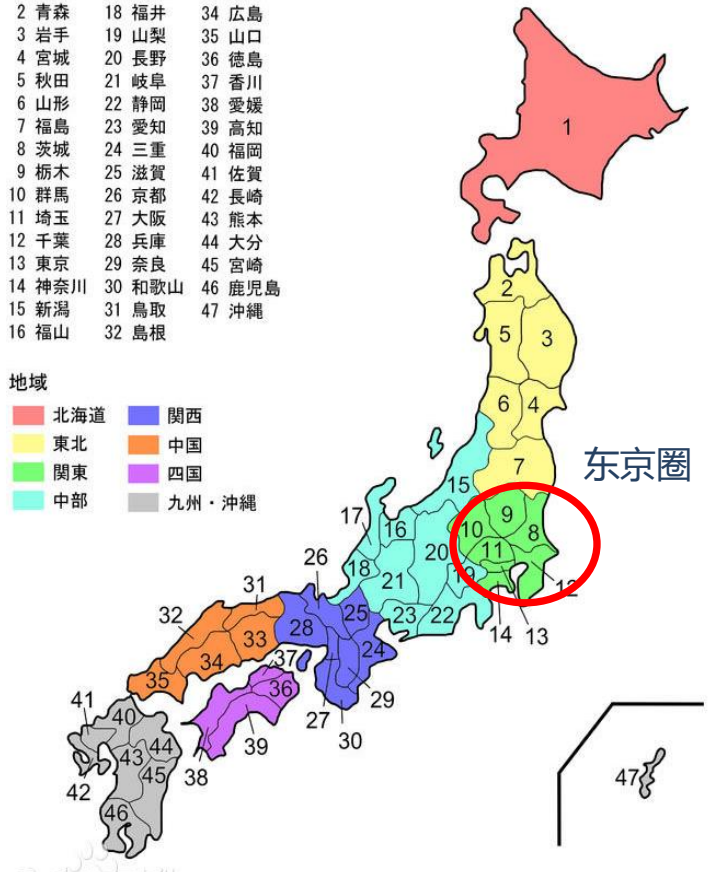 2 青森 18 福井 34 広島
3 岩手 19 山梨 35 山口
4 宮城 20 長野 36 徳島
5 秋田 21 岐阜 37 香川
6 山形 22 静岡 38 愛媛
7 福島 23 愛知 39 高知
8 茨城 24 三重 40 福岡
9 栃木 25 滋賀 41 佐賀
10 群馬 26 京都 42 長崎
11 埼玉 27 大阪 43 熊本
12 千葉 28 兵庫 44 大分
13 東京 29 奈良 45 宮崎
14 神奈川 30 和歌山 46 鹿児島
15 新潟 31 鳥取 47 沖縄
16 福山 32 島根
地域
北海道 関西
東北 中国
関東 四国
中部 九州・沖縄
东京圏
1
2
5
3
6
4
7
15
9
10
8
17
16
11
20
26
18
19
12
21
31
25
23
22
32
28
14
13
33
24
34
37
35
36
29
41
27
40
30
39
44
43
47
45
38
42
46